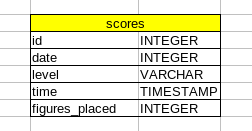 scores
id INTEGER
date INTEGER
level VARCHAR
time TIMESTAMP
figures_placed INTEGER